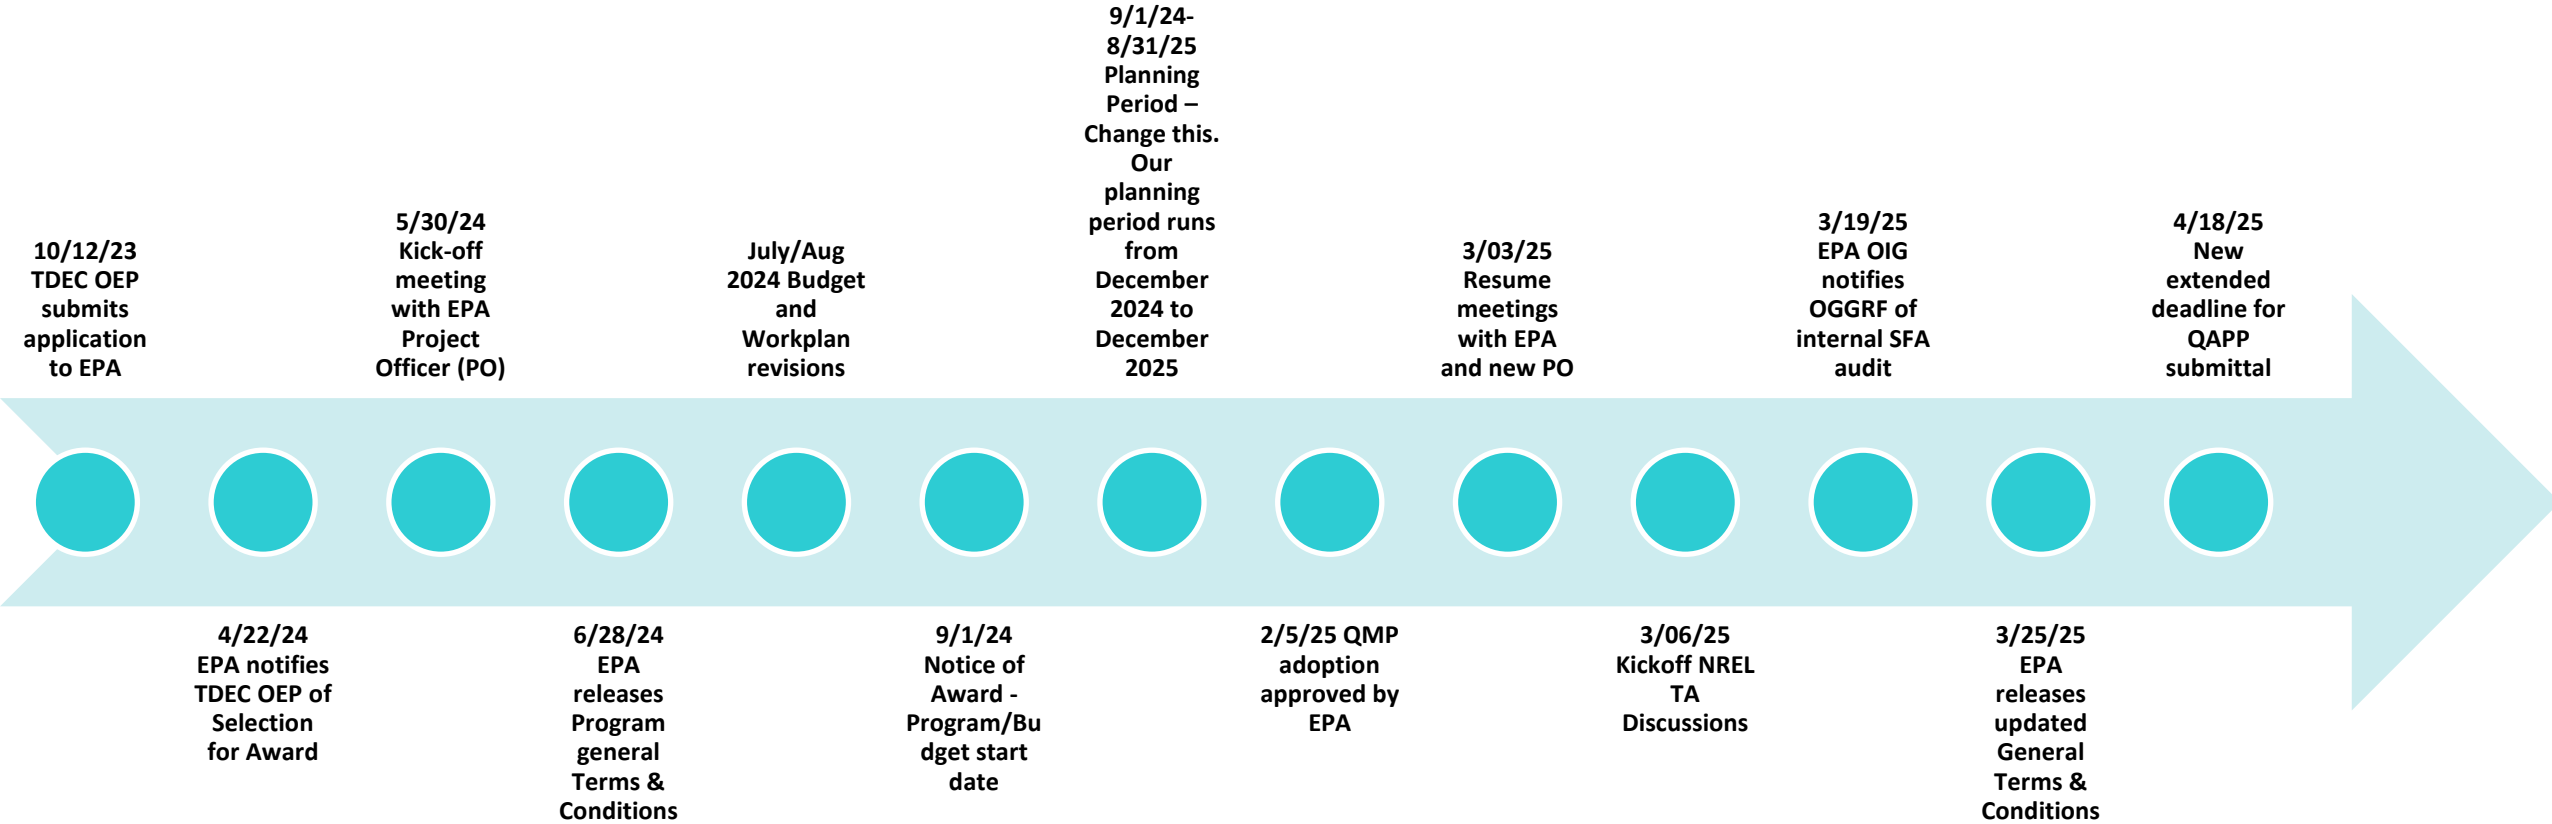 10/12/23
TDEC OEP
submits
application
to EPA
4/22/24
EPA notifies
TDEC OEP of
Selection
for Award
5/30/24
Kick-off
meeting
with EPA
Project
Officer (PO)
6/28/24
EPA
releases
Program
general
Terms &
Conditions
July/Aug
2024 Budget
and
Workplan
revisions
9/1/24
Notice of
Award -
Program/Bu
dget start
date
9/1/24-
8/31/25
Planning
Period –
Change this.
Our
planning
period runs
from
December
2024 to
December
2025
2/5/25 QMP
adoption
approved by
EPA
3/03/25
Resume
meetings
with EPA
and new PO
3/06/25
Kickoff NREL
TA
Discussions
3/19/25
EPA OIG
notifies
OGGRF of
internal SFA
audit
3/25/25
EPA
releases
updated
General
Terms &
Conditions
4/18/25
New
extended
deadline for
QAPP
submittal